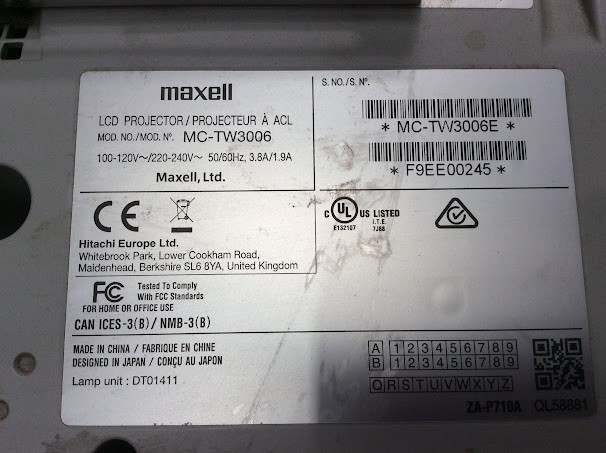 maxell
LCD PROJECTOR/PROJECTEUR À ACL
MOD. NO./MOD. Nº. MC-TW3006
100-120V~/220-240V~ 50/60Hz, 3.8A/1.9A
Maxell, Ltd.
S. NO./S. Nº.
* MC-TW3006E *
* F9EE00245 *
CE
Hitachi Europe Ltd.
Whitebrook Park, Lower Cookham Road,
Maidenhead, Berkshire SL6 8YA, United Kingdom
C UL US LISTED
I.T.E.
E132107 7J88
FC Tested To Comply
With FCC Standards
FOR HOME OR OFFICE USE
CAN ICES-3(B)/ NMB-3(B)
MADE IN CHINA / FABRIQUE EN CHINE
DESIGNED IN JAPAN / CONÇU AU JAPON
Lamp unit : DT01411
A 1 2 3 4 5 6 7 8 9
B 1 2 3 4 5 6 7 8 9
Q R S T U V W X Y Z
ZA-P710A QL58881